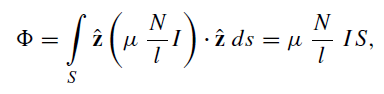 Φ = ∫_S ẑ (μ N/l I) · ẑ ds = μ N/l IS,